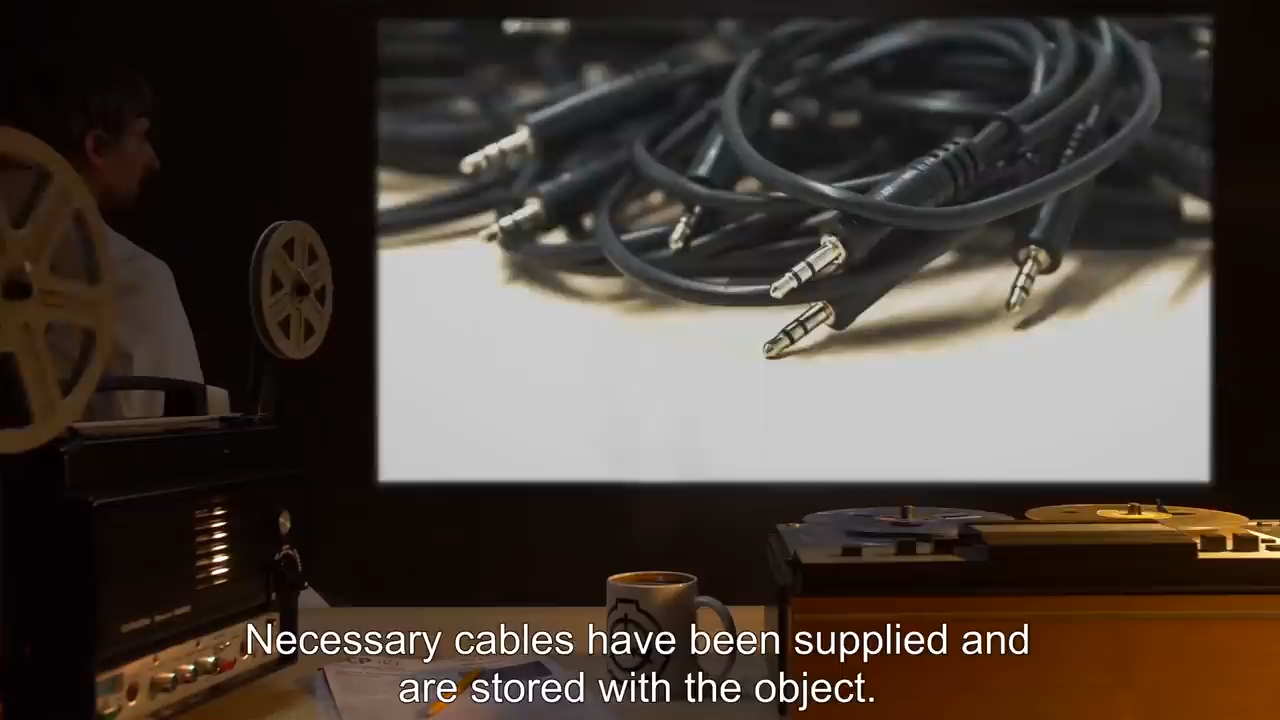 Necessary cables have been supplied and
are stored with the object.